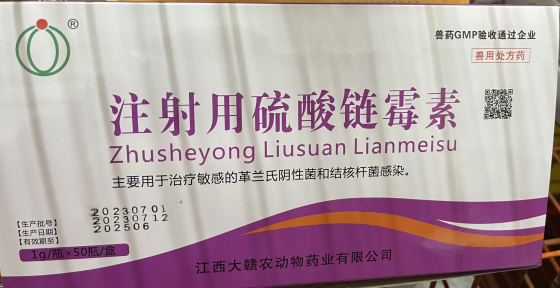 ®
兽药GMP验收通过企业
兽用处方药
注射用硫酸链霉素
Zhusheyong Liusuan Lianmeisu
主要用于治疗敏感的革兰氏阴性菌和结核杆菌感染。
【生产批号】 20230701
【生产日期】 20230712
【有效期至】 202506
1g/瓶×50瓶/盒
江西大赣农动物药业有限公司